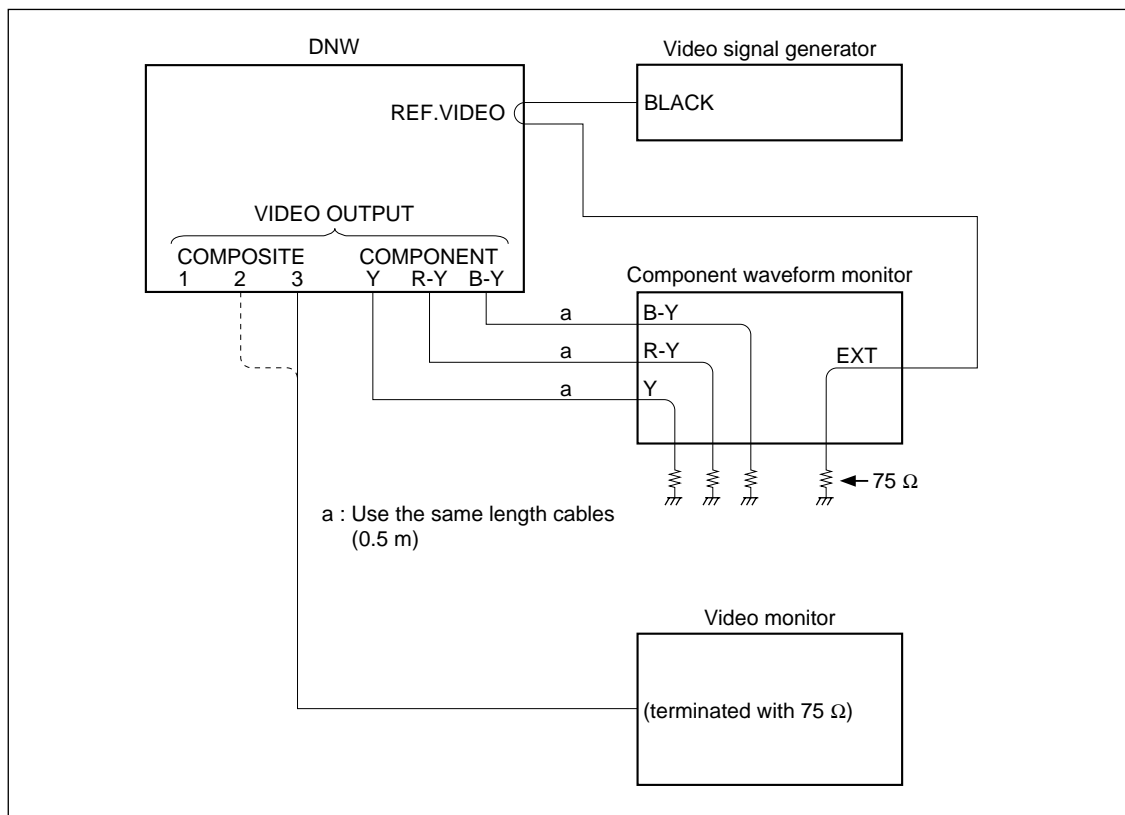 DNW
Video signal generator
REF.VIDEO
BLACK
VIDEO OUTPUT
COMPOSITE
COMPONENT
1 2 3 Y R-Y B-Y
Component waveform monitor
a
B-Y
a
R-Y
EXT
a
Y
75 Ω
a : Use the same length cables
(0.5 m)
Video monitor
(terminated with 75 Ω)